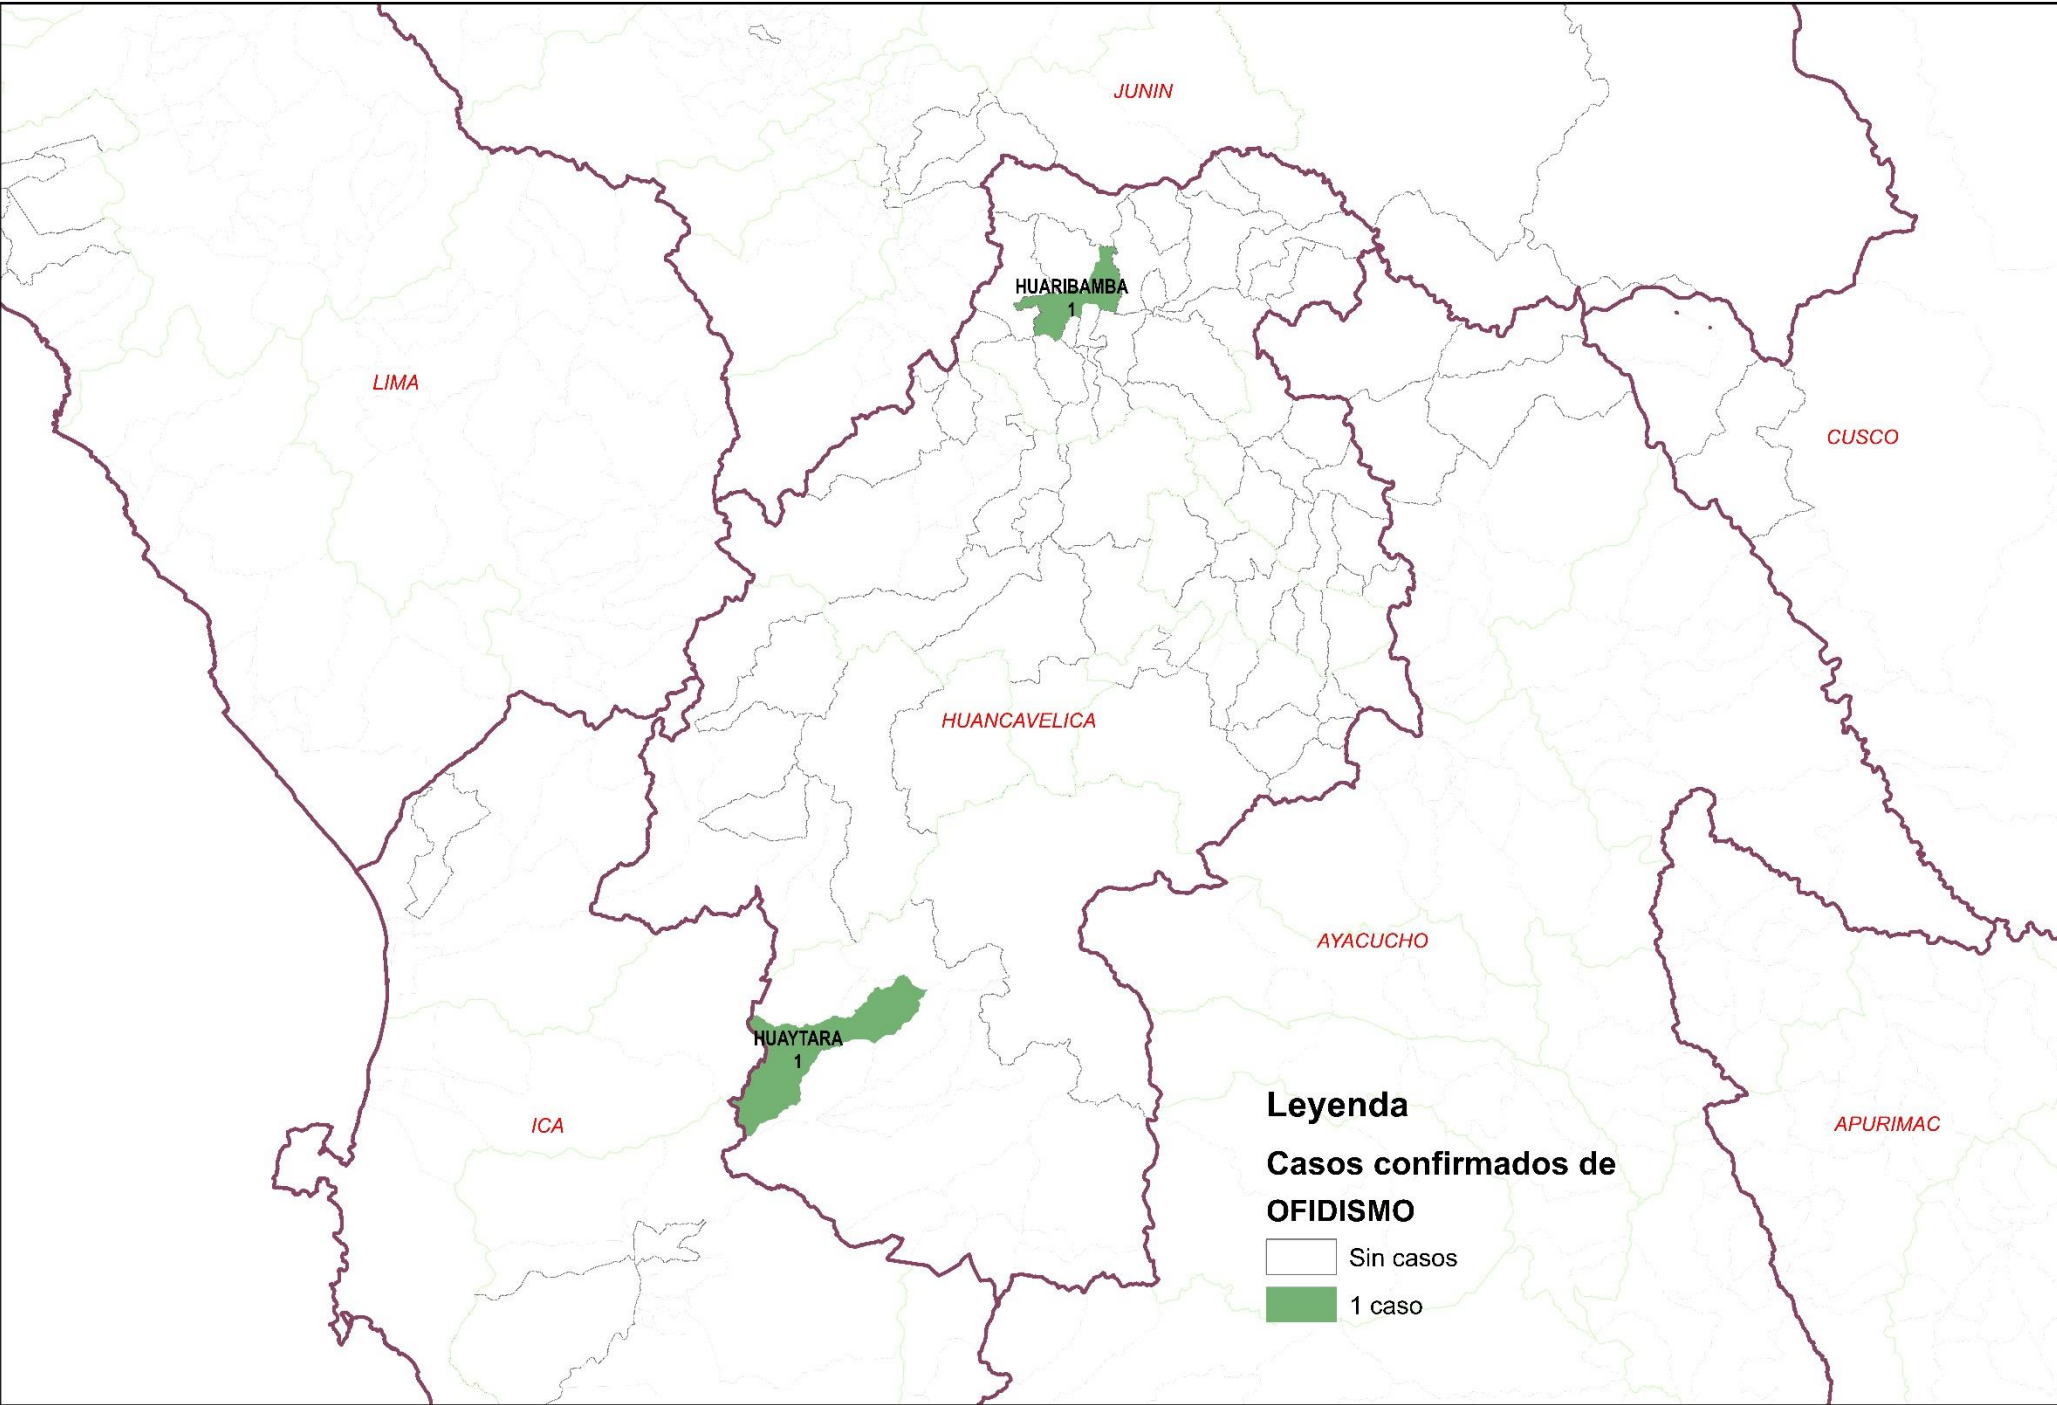 JUNIN
HUARIBAMBA
1
LIMA
CUSCO
HUANCAVELICA
AYACUCHO
HUAYTARA
1
ICA
APURIMAC
Leyenda
Casos confirmados de
OFIDISMO
Sin casos
1 caso